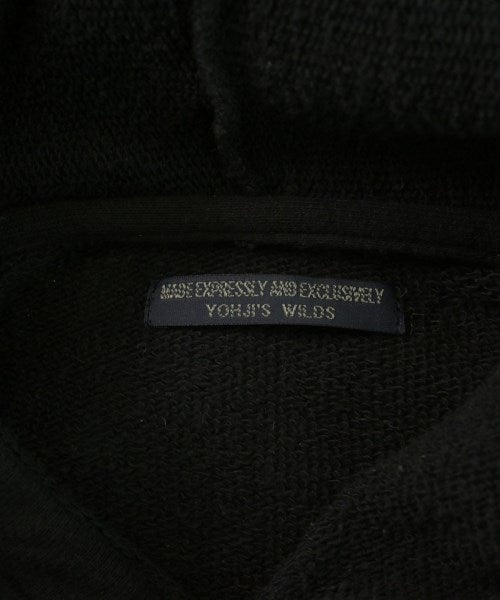 MADE EXPRESSLY AND EXCLUSIVELY
YOHJI'S WILDS